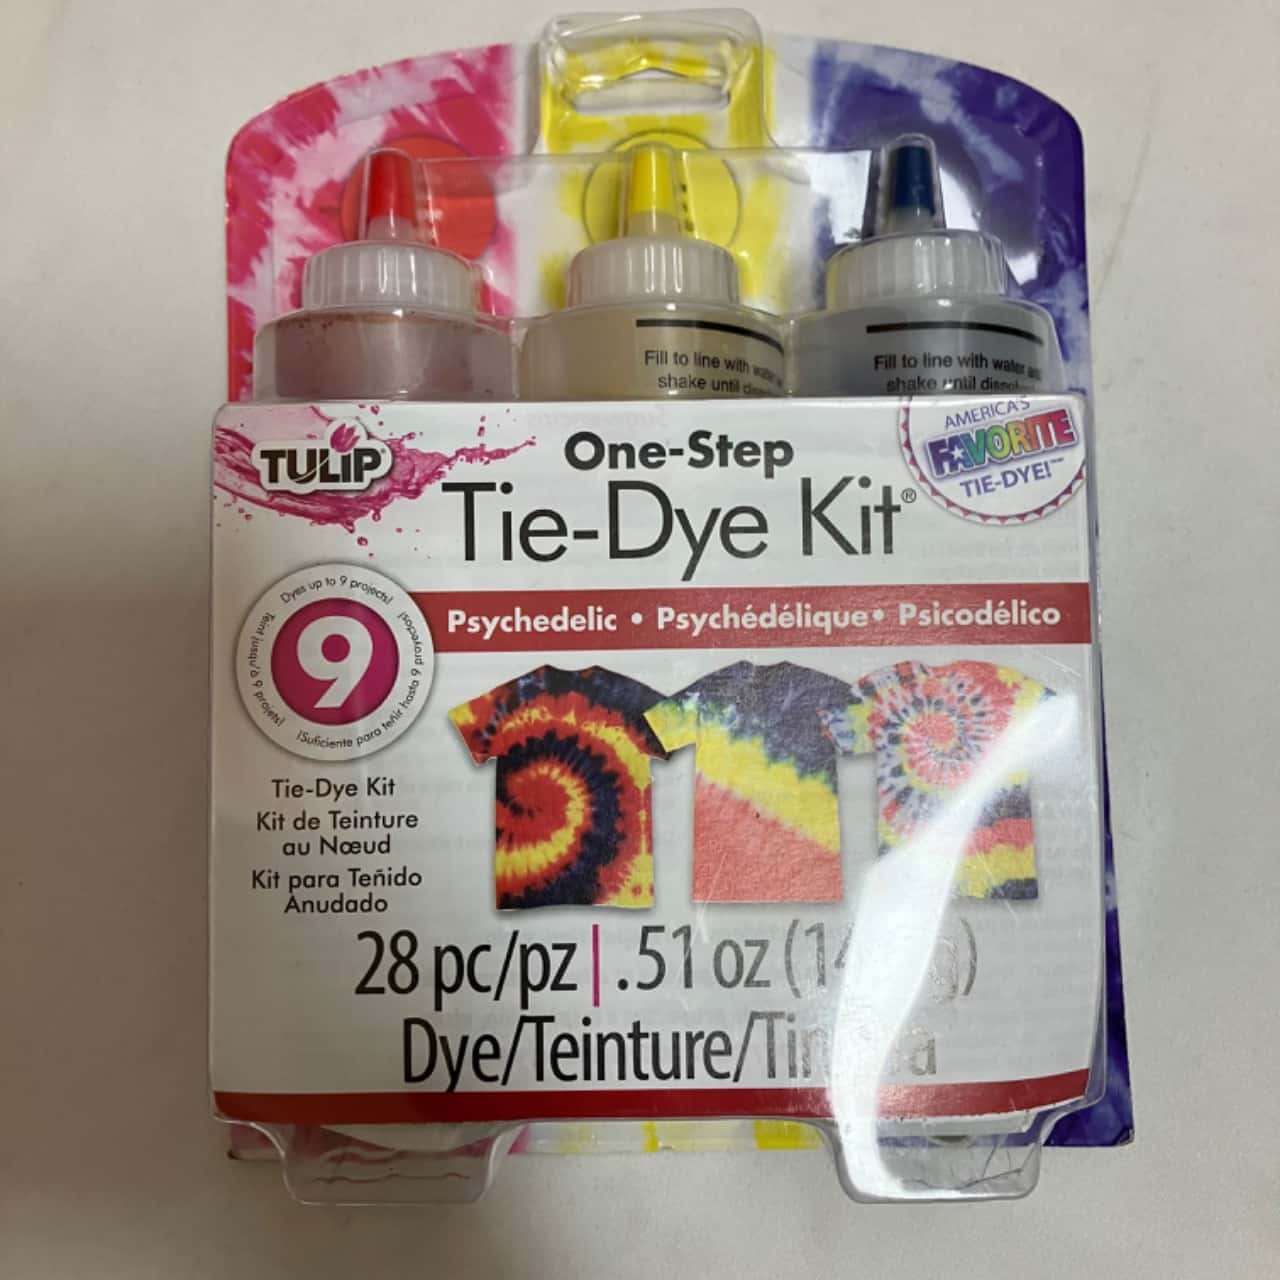 Fill to line with water
shake until
Fill to line with water and
shake until
TULIP
One-Step
Tie-Dye Kit®
AMERICA'S
FAVORITE
TIE-DYE!™
Psychedelic • Psychédélique • Psicodélico
Dyes up to 9 projects!
¡Suficiente para teñir hasta 9 proyectos!
Teint jusqu'à 9 projets!
9
Tie-Dye Kit
Kit de Teinture
au Nœud
Kit para Teñido
Anudado
28 pc/pz | .51 oz
Dye/Teinture/